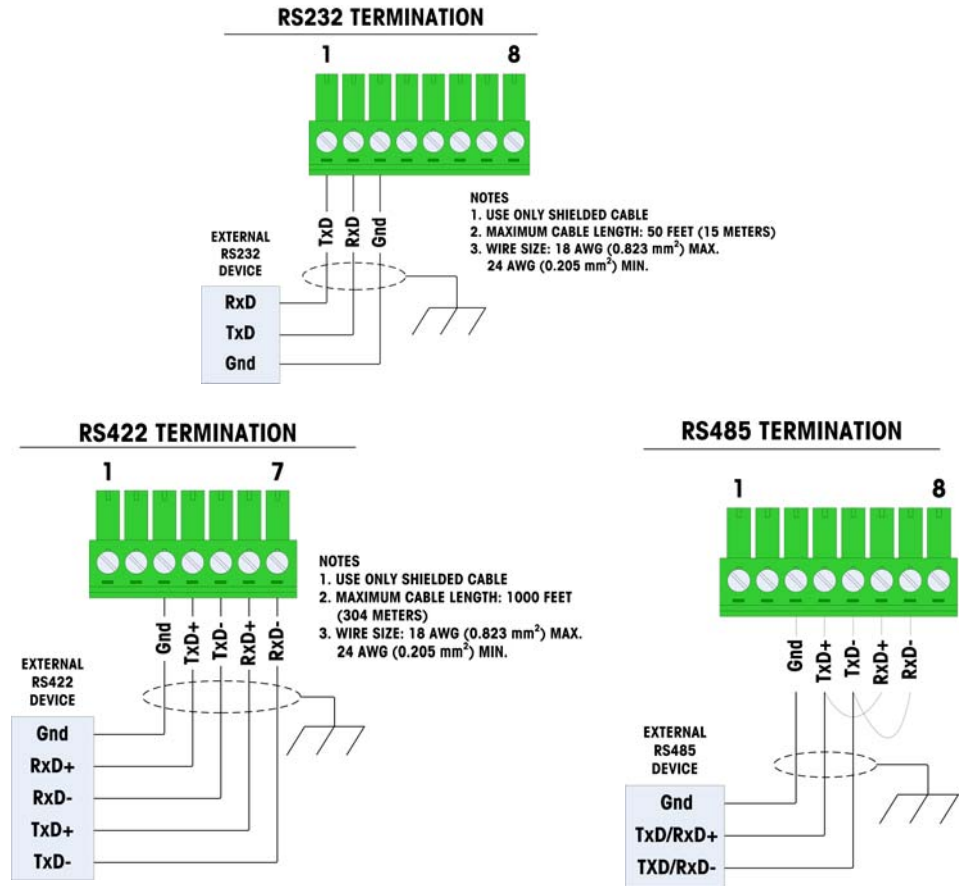 RS232 TERMINATION
1 8
TxD
RxD
Gnd
NOTES
1. USE ONLY SHIELDED CABLE
2. MAXIMUM CABLE LENGTH: 50 FEET (15 METERS)
3. WIRE SIZE: 18 AWG (0.823 mm²) MAX.
24 AWG (0.205 mm²) MIN.
EXTERNAL
RS232
DEVICE
RxD
TxD
Gnd
RS422 TERMINATION
1 7
Gnd
TxD+
TxD-
RxD+
RxD-
NOTES
1. USE ONLY SHIELDED CABLE
2. MAXIMUM CABLE LENGTH: 1000 FEET
(304 METERS)
3. WIRE SIZE: 18 AWG (0.823 mm²) MAX.
24 AWG (0.205 mm²) MIN.
EXTERNAL
RS422
DEVICE
Gnd
RxD+
RxD-
TxD+
TxD-
RS485 TERMINATION
1 8
Gnd
TxD+
TxD-
RxD+
RxD-
EXTERNAL
RS485
DEVICE
Gnd
TxD/RxD+
TXD/RxD-